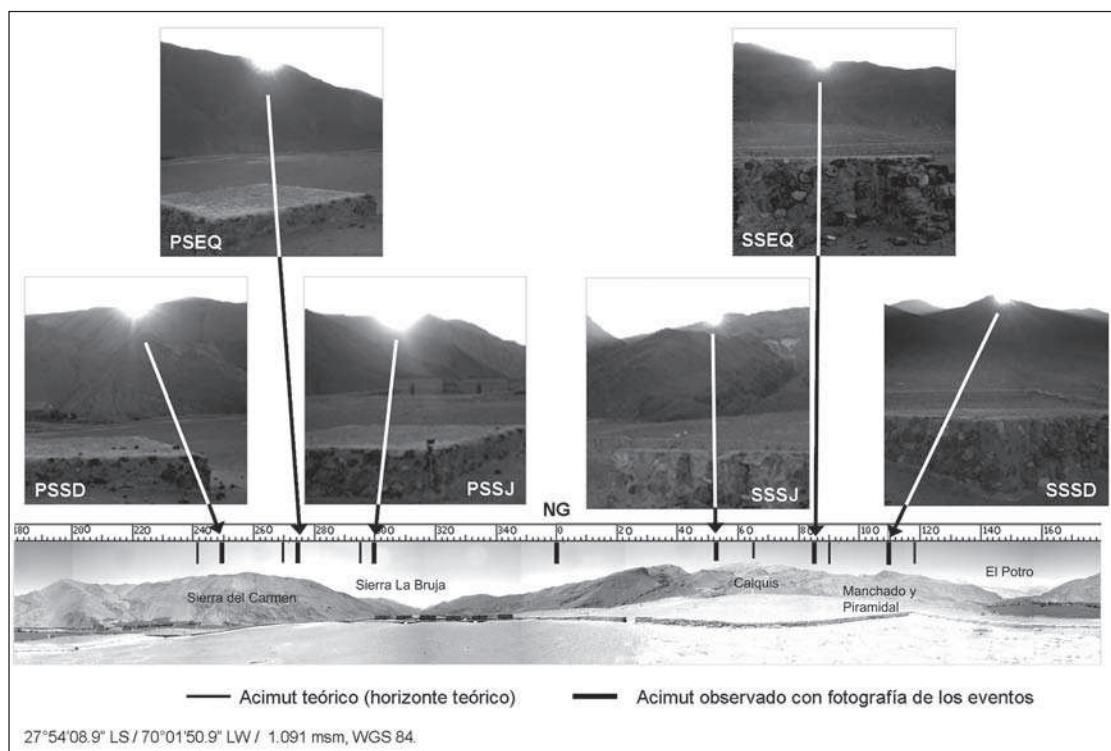 PSEQ
SSEQ
PSSD
PSSJ
SSSJ
SSSD
NG
180 200 220 240 260 280 300 320 340 0 20 40 60 80 100 120 140 160
Sierra del Carmen
Sierra La Bruja
Calquis
Manchado y
Piramidal
El Potro
Acimut teórico (horizonte teórico)
Acimut observado con fotografía de los eventos
27°54'08.9" LS / 70°01'50.9" LW / 1.091 msm, WGS 84.